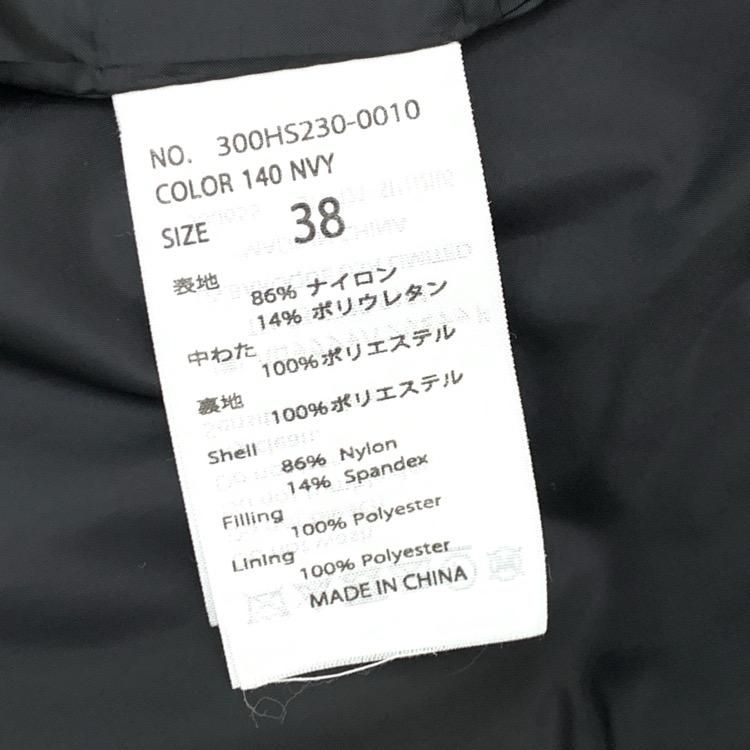 NO. 300HS230-0010
COLOR 140 NVY
SIZE 38
表地 86% ナイロン
14% ポリウレタン
中わた 100%ポリエステル
裏地 100%ポリエステル
Shell 86% Nylon
14% Spandex
Filling 100% Polyester
Lining 100% Polyester
MADE IN CHINA